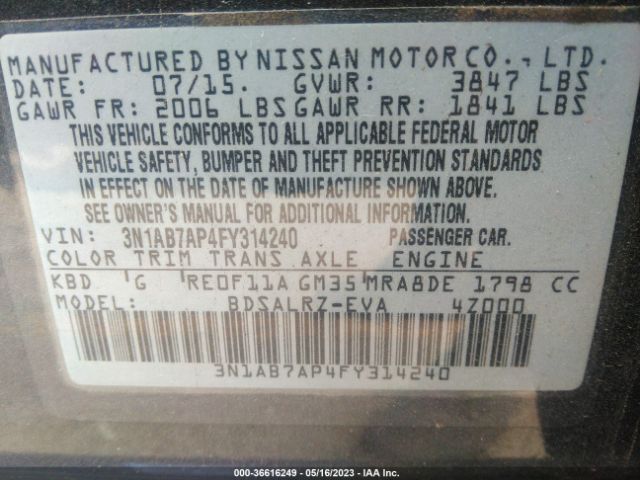 MANUFACTURED BY NISSAN MOTOR CO., LTD.
DATE: 07/15. GVWR: 3847 LBS
GAWR FR: 2006 LBS GAWR RR: 1841 LBS
THIS VEHICLE CONFORMS TO ALL APPLICABLE FEDERAL MOTOR
VEHICLE SAFETY, BUMPER AND THEFT PREVENTION STANDARDS
IN EFFECT ON THE DATE OF MANUFACTURE SHOWN ABOVE.
SEE OWNER'S MANUAL FOR ADDITIONAL INFORMATION.
VIN: 3N1AB7AP4FY314240 PASSENGER CAR.
COLOR TRIM TRANS AXLE ENGINE
KBD G RE0F11A GM35 MRA8DE 1798 CC
MODEL: BDSALRZ-EVA 4Z000
3N1AB7AP4FY314240
000-36616249 - 05/16/2023 - IAA Inc.